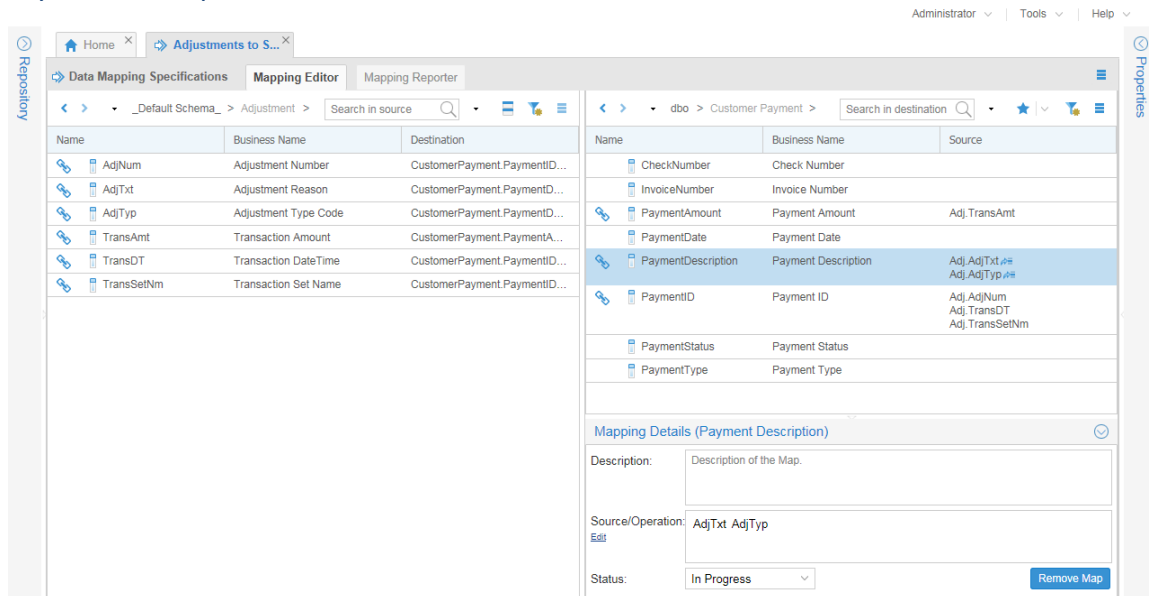 Administrator Tools Help
Home × Adjustments to S... ×
Repository
Properties
Data Mapping Specifications Mapping Editor Mapping Reporter
_Default Schema_ > Adjustment > Search in source
Name Business Name Destination
AdjNum Adjustment Number CustomerPayment.PaymentID...
AdjTxt Adjustment Reason CustomerPayment.PaymentD...
AdjTyp Adjustment Type Code CustomerPayment.PaymentD...
TransAmt Transaction Amount CustomerPayment.PaymentA...
TransDT Transaction DateTime CustomerPayment.PaymentID...
TransSetNm Transaction Set Name CustomerPayment.PaymentID...
dbo > Customer Payment > Search in destination
Name Business Name Source
CheckNumber Check Number
InvoiceNumber Invoice Number
PaymentAmount Payment Amount Adj.TransAmt
PaymentDate Payment Date
PaymentDescription Payment Description Adj.AdjTxt
Adj.AdjTyp
PaymentID Payment ID Adj.AdjNum
Adj.TransDT
Adj.TransSetNm
PaymentStatus Payment Status
PaymentType Payment Type
Mapping Details (Payment Description)
Description: Description of the Map.
Source/Operation: AdjTxt AdjTyp
Edit
Status: In Progress Remove Map